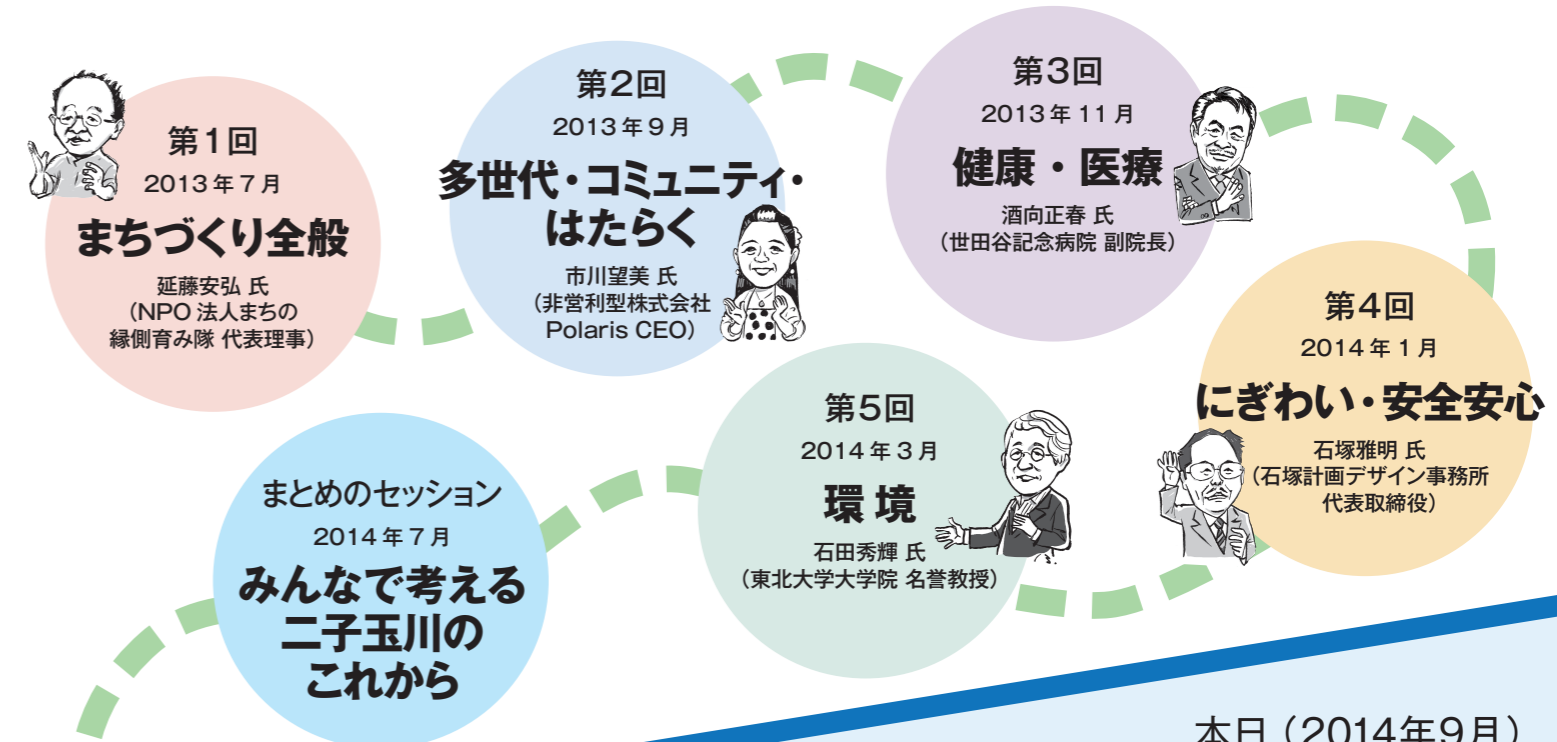 第1回
2013年7月
まちづくり全般
延藤安弘 氏
（NPO 法人まちの
縁側育み隊 代表理事）
第2回
2013年9月
多世代・コミュニティ・
はたらく
市川望美 氏
（非営利型株式会社
Polaris CEO）
第3回
2013年11月
健康・医療
酒向正春 氏
（世田谷記念病院 副院長）
第4回
2014年1月
にぎわい・安全安心
石塚雅明 氏
（石塚計画デザイン事務所
代表取締役）
第5回
2014年3月
環境
石田秀輝 氏
（東北大学大学院 名誉教授）
まとめのセッション
2014年7月
みんなで考える
二子玉川の
これから
本日（2014年9月）